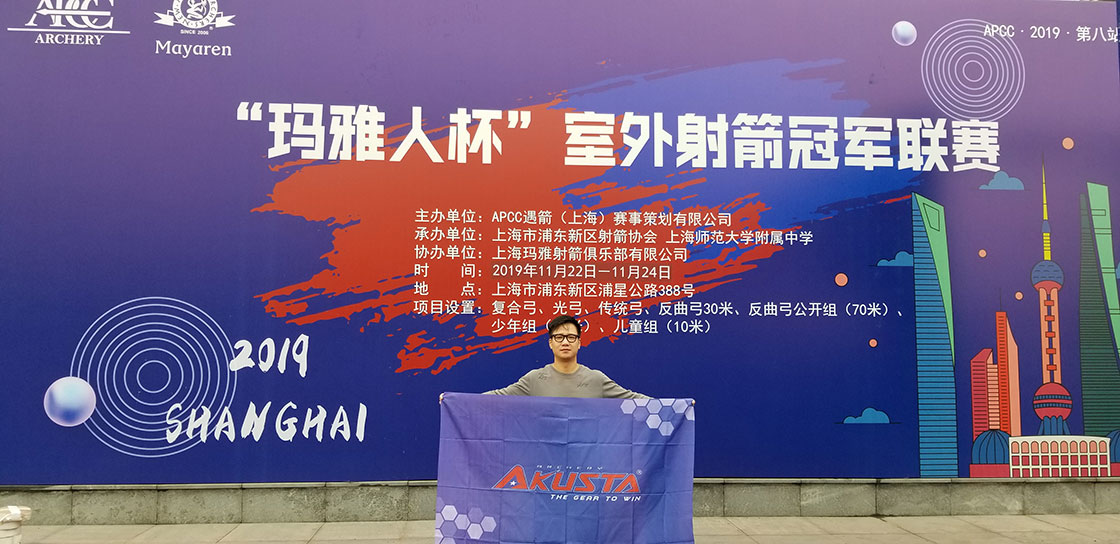 APCC
ARCHERY
SINCE 2006
Mayaren
APCC · 2019 · 第八站
“玛雅人杯”室外射箭冠军联赛
主办单位：APCC遇箭（上海）赛事策划有限公司
承办单位：上海市浦东新区射箭协会 上海师范大学附属中学
协办单位：上海玛雅射箭俱乐部有限公司
时 间：2019年11月22日—11月24日
地 点：上海市浦东新区浦星公路388号
项目设置：复合弓、光弓、传统弓、反曲弓30米、反曲弓公开组（70米）、
少年组（ 米）、儿童组（10米）
2019
SHANGHAI
ARCHERY
AKUSTA®
THE GEAR TO WIN